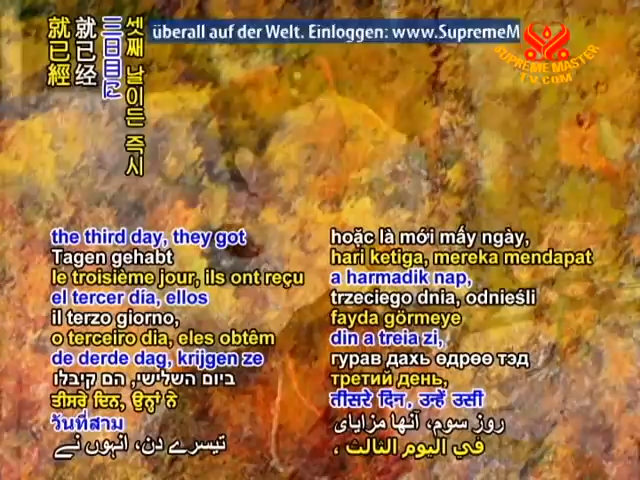 überall auf der Welt. Einloggen: www.SupremeM
SUPREME MASTER
TV.COM
就已經
就已经
三日目に
셋째 날이든 즉시
the third day, they got
Tagen gehabt
le troisième jour, ils ont reçu
el tercer día, ellos
il terzo giorno,
o terceiro dia, eles obtêm
de derde dag, krijgen ze
ביום השלישי, הם קיבלו
ਤੀਸਰੇ ਦਿਨ, ਉਨ੍ਹਾਂ ਨੇ
วันที่สาม
تیسرے دن، انہوں نے
hoặc là mới mấy ngày,
hari ketiga, mereka mendapat
a harmadik nap,
trzeciego dnia, odnieśli
fayda görmeye
din a treia zi,
гурав дахь өдрөө тэд
третий день,
तीसरे दिन, उन्हें उसी
روز سوم، آنها مزایای
في اليوم الثالث ،